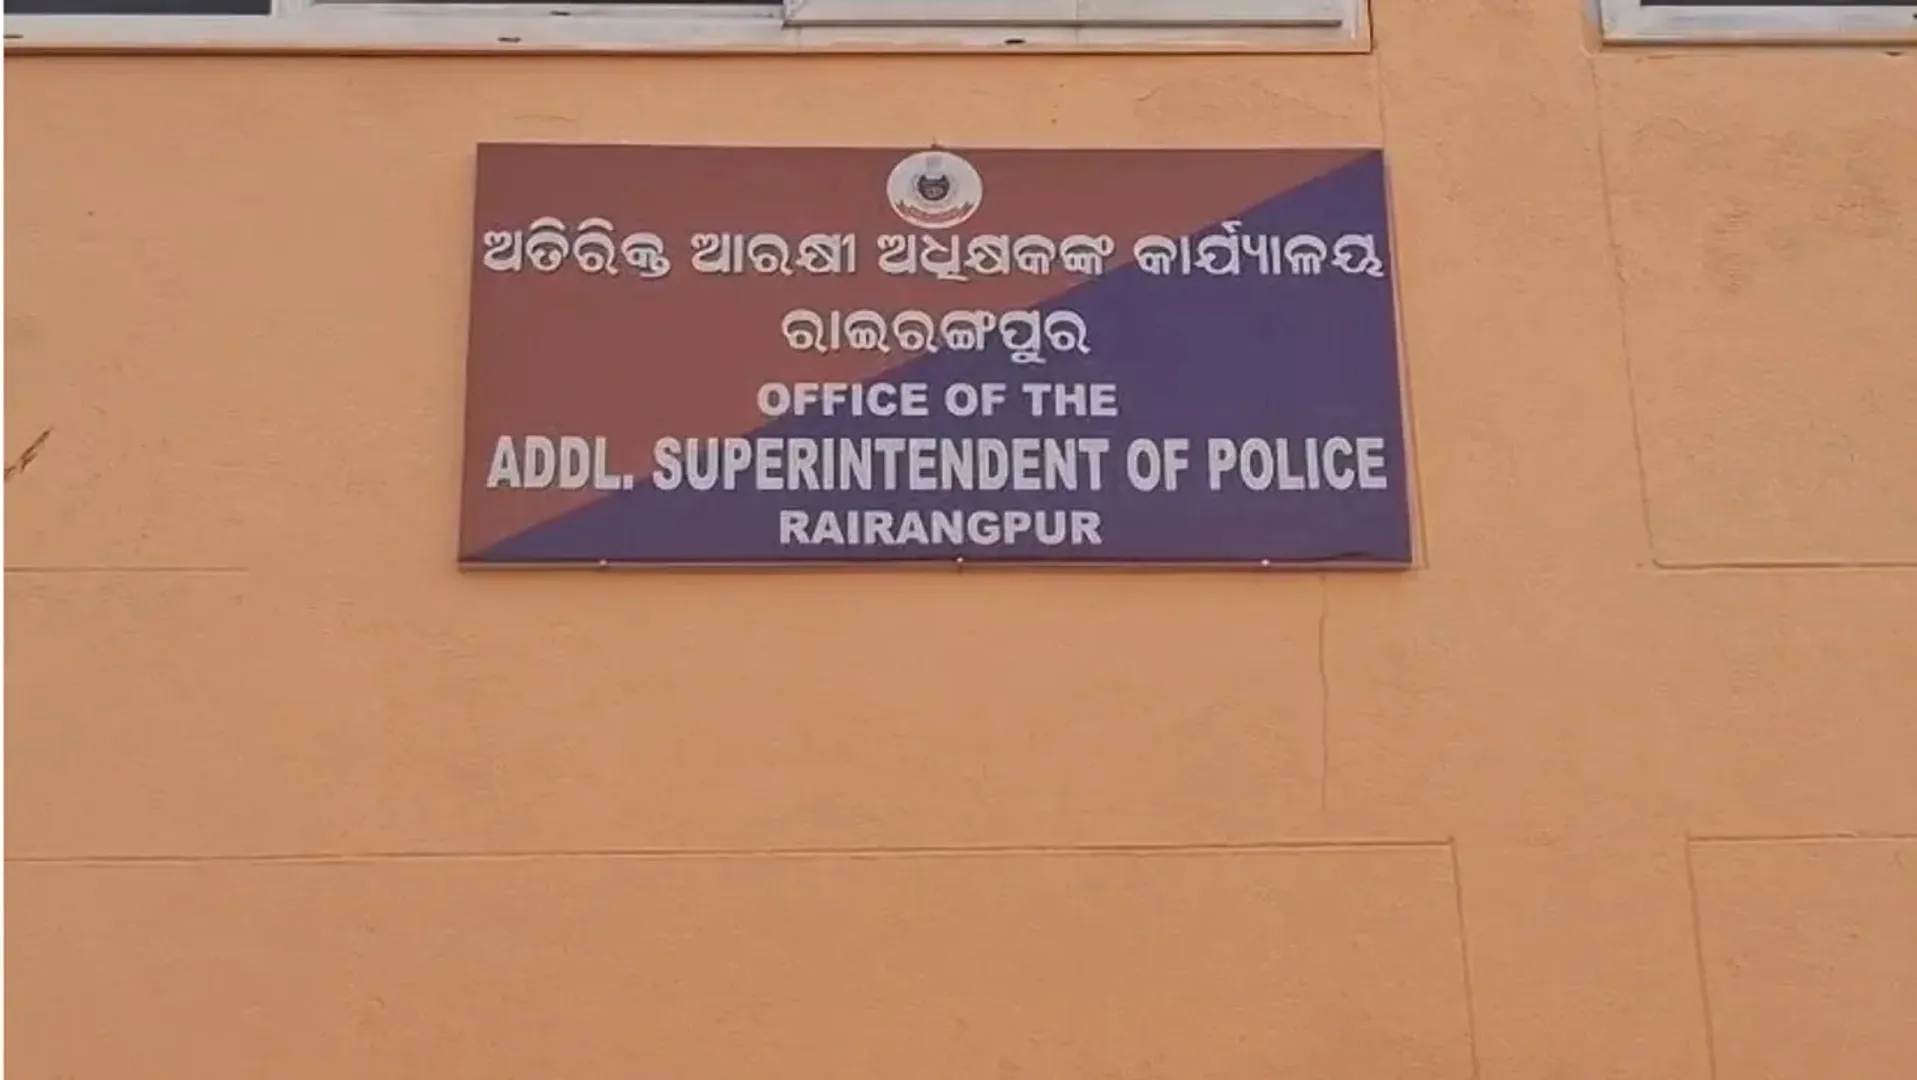 ଅତିରିକ୍ତ ଆରକ୍ଷୀ ଅଧିକ୍ଷକଙ୍କ କାର୍ଯ୍ୟାଳୟ
ରାଇରଙ୍ଗପୁର
OFFICE OF THE
ADDL. SUPERINTENDENT OF POLICE
RAIRANGPUR